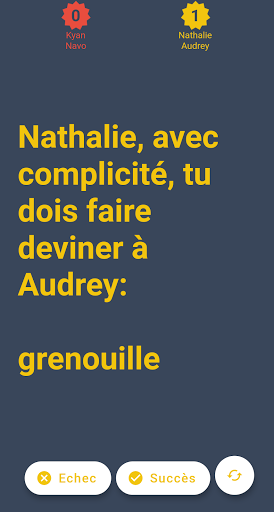 0
1
Kvan
Navo
Nathalie
Audrey
Nathalie, avec
complicité, tu
dois faire
deviner à
Audrey:
grenouille
Echec
Succès